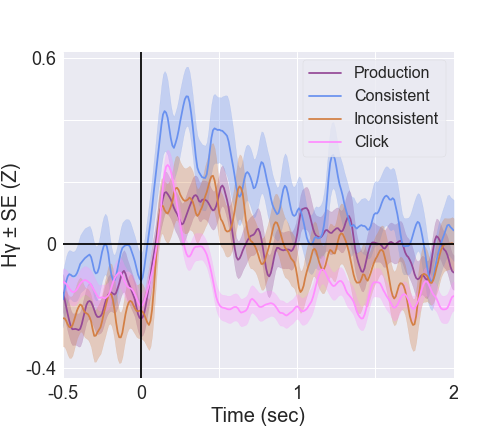 Hγ ± SE (Z)
0.6
0
-0.4
Production
Consistent
Inconsistent
Click
-0.5 0 1 2
Time (sec)